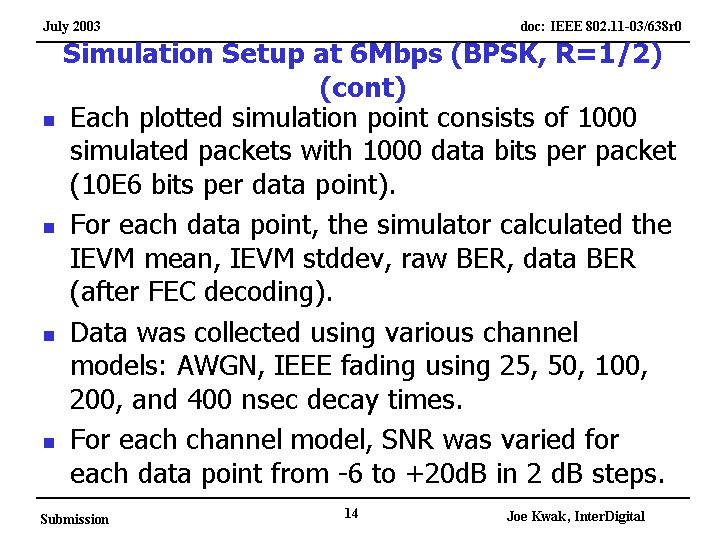 July 2003
doc: IEEE 802.11-03/638r0
Simulation Setup at 6Mbps (BPSK, R=1/2)
(cont)
Each plotted simulation point consists of 1000
simulated packets with 1000 data bits per packet
(10E6 bits per data point).
For each data point, the simulator calculated the
IEVM mean, IEVM stddev, raw BER, data BER
(after FEC decoding).
Data was collected using various channel
models: AWGN, IEEE fading using 25, 50, 100,
200, and 400 nsec decay times.
For each channel model, SNR was varied for
each data point from -6 to +20dB in 2 dB steps.
Submission
14
Joe Kwak, InterDigital